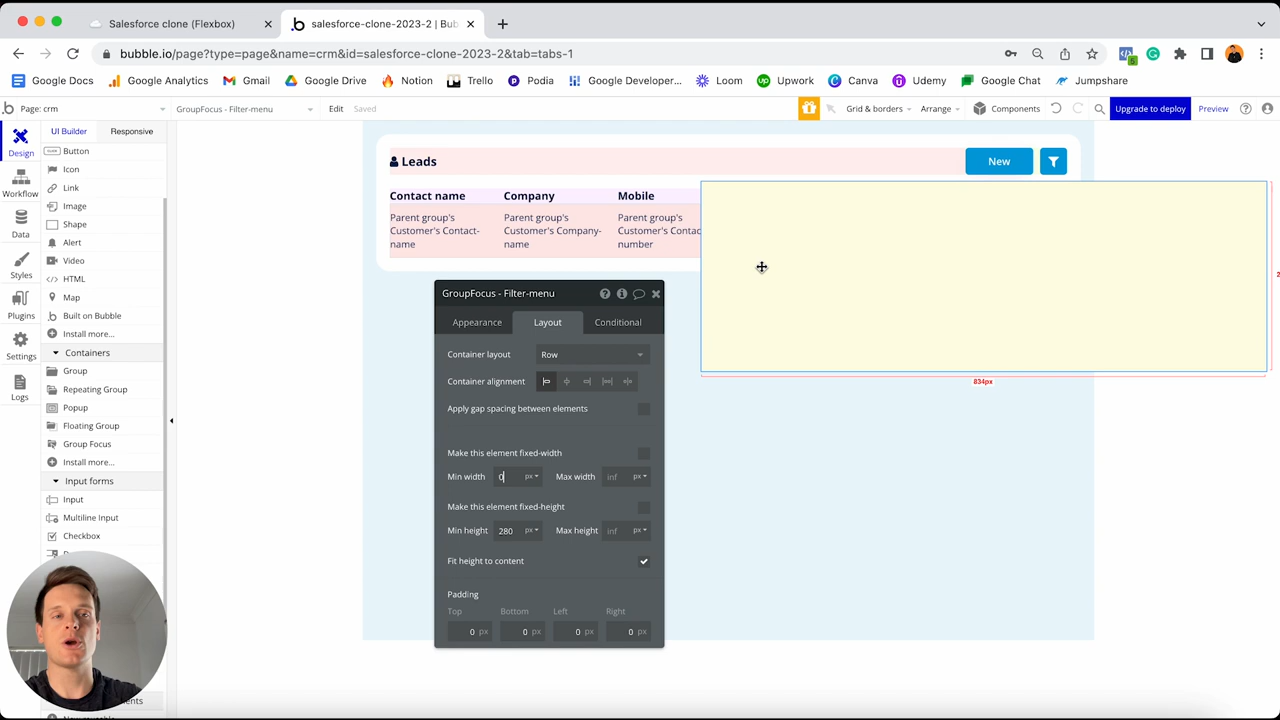 Salesforce clone (Flexbox)
salesforce-clone-2023-2 | Bub
bubble.io/page?type=page&name=crm&id=salesforce-clone-2023-2&tab=tabs-1
Google Docs
Google Analytics
Gmail
Google Drive
Notion
Trello
Podia
Google Developer...
Loom
Upwork
Canva
Udemy
Google Chat
Jumpshare
Page: crm
GroupFocus - Filter-menu
Edit
Saved
Grid & borders
Arrange
Components
Upgrade to deploy
Preview
Design
Workflow
Data
Styles
Plugins
Settings
Logs
UI Builder
Responsive
Button
Icon
Link
Image
Shape
Alert
Video
HTML
Map
Built on Bubble
Install more...
Containers
Group
Repeating Group
Popup
Floating Group
Group Focus
Install more...
Input forms
Input
Multiline Input
Checkbox
Leads
New
Contact name
Company
Mobile
Parent group's
Customer's Contact-
name
Parent group's
Customer's Company-
name
Parent group's
Customer's Contac
number
834px
GroupFocus - Filter-menu
Appearance
Layout
Conditional
Container layout
Row
Container alignment
Apply gap spacing between elements
Make this element fixed-width
Min width
0
px
Max width
inf
px
Make this element fixed-height
Min height
280
px
Max height
inf
px
Fit height to content
Padding
Top
Bottom
Left
Right
0 px
0 px
0 px
0 px